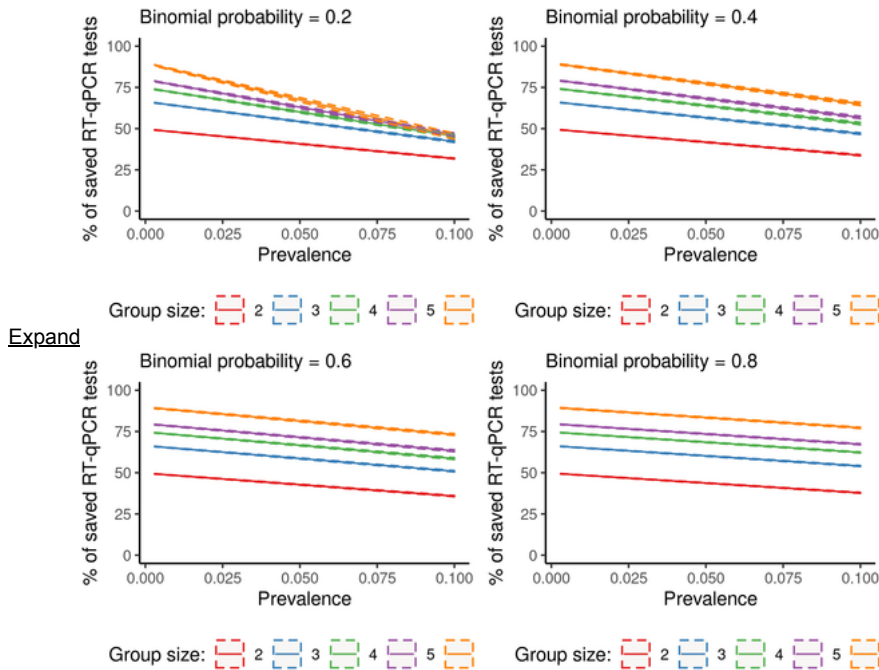 Binomial probability = 0.2
% of saved RT-qPCR tests
100
75
50
25
0
0.000 0.025 0.050 0.075 0.100
Prevalence
Group size: 2 3 4 5
Binomial probability = 0.4
% of saved RT-qPCR tests
100
75
50
25
0
0.000 0.025 0.050 0.075 0.100
Prevalence
Group size: 2 3 4 5
Expand
Binomial probability = 0.6
% of saved RT-qPCR tests
100
75
50
25
0
0.000 0.025 0.050 0.075 0.100
Prevalence
Group size: 2 3 4 5
Binomial probability = 0.8
% of saved RT-qPCR tests
100
75
50
25
0
0.000 0.025 0.050 0.075 0.100
Prevalence
Group size: 2 3 4 5